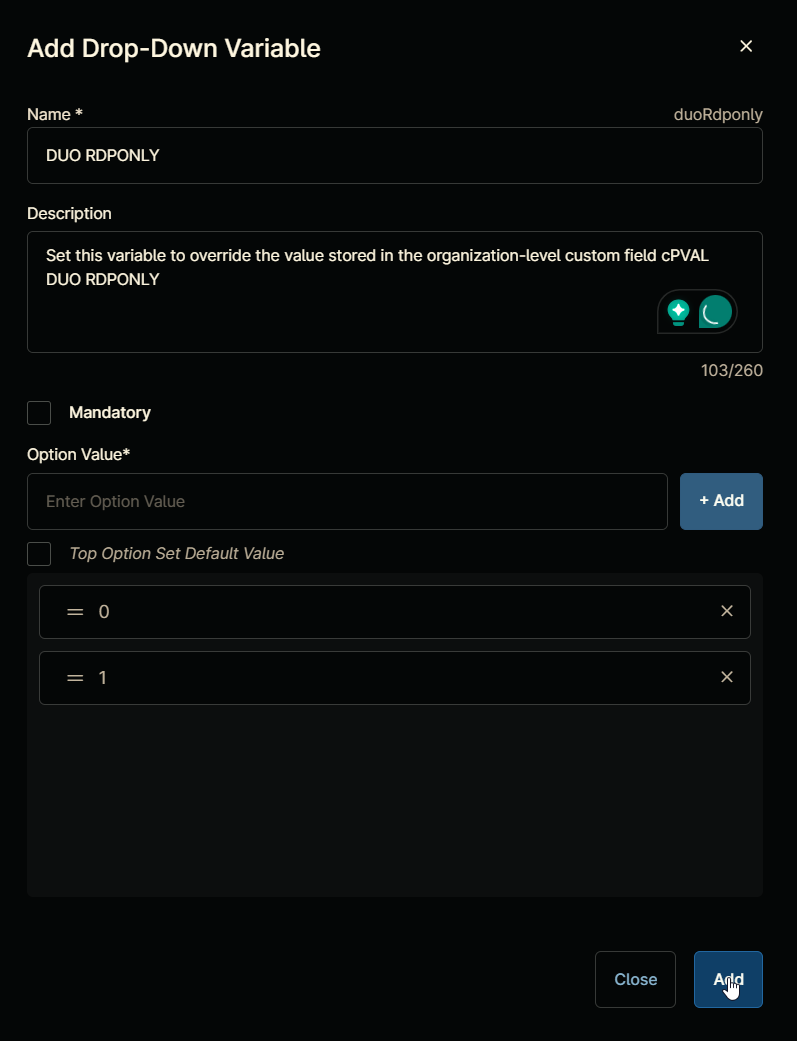 Add Drop-Down Variable
Name *
duoRdponly
DUO RDPONLY
Description
Set this variable to override the value stored in the organization-level custom field cPVAL
DUO RDPONLY
103/260
Mandatory
Option Value*
Enter Option Value
+ Add
Top Option Set Default Value
0
1
Close
Add